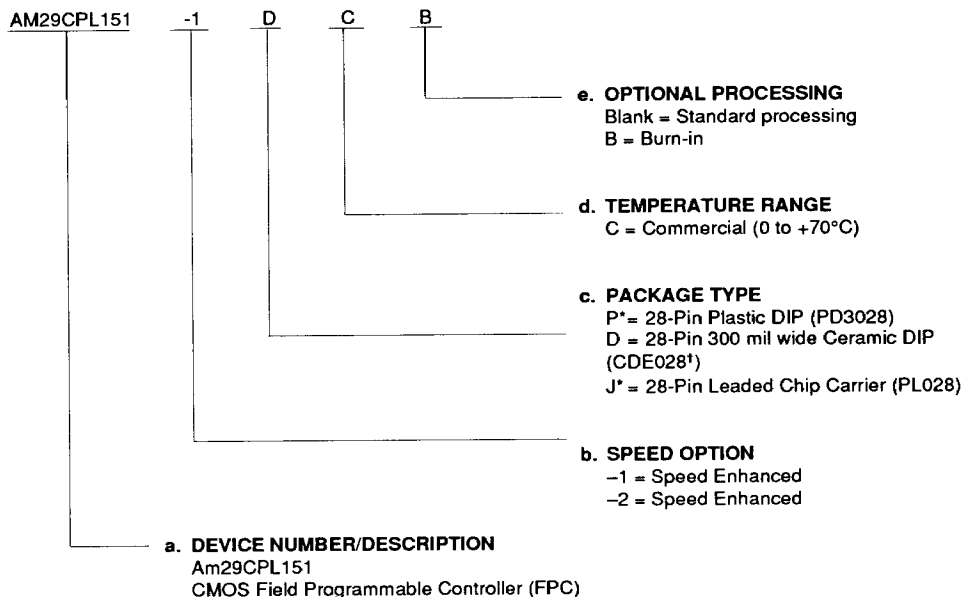 AM29CPL151 -1 D C B
e. OPTIONAL PROCESSING
Blank = Standard processing
B = Burn-in
d. TEMPERATURE RANGE
C = Commercial (0 to +70°C)
c. PACKAGE TYPE
P*= 28-Pin Plastic DIP (PD3028)
D = 28-Pin 300 mil wide Ceramic DIP
(CDE028†)
J* = 28-Pin Leaded Chip Carrier (PL028)
b. SPEED OPTION
–1 = Speed Enhanced
–2 = Speed Enhanced
a. DEVICE NUMBER/DESCRIPTION
Am29CPL151
CMOS Field Programmable Controller (FPC)